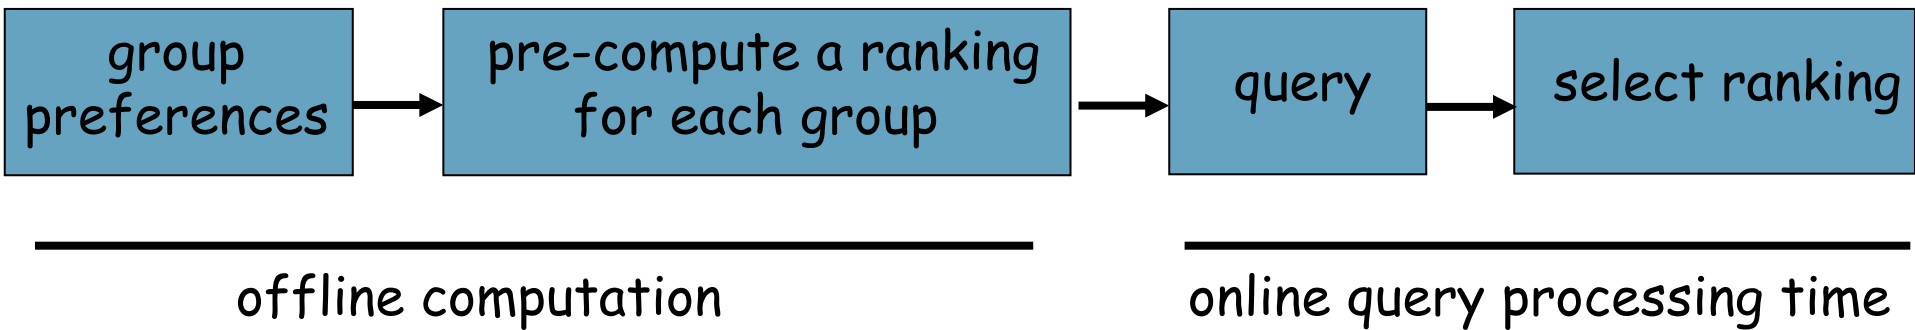 group
preferences
pre-compute a ranking
for each group
query
select ranking
offline computation
online query processing time